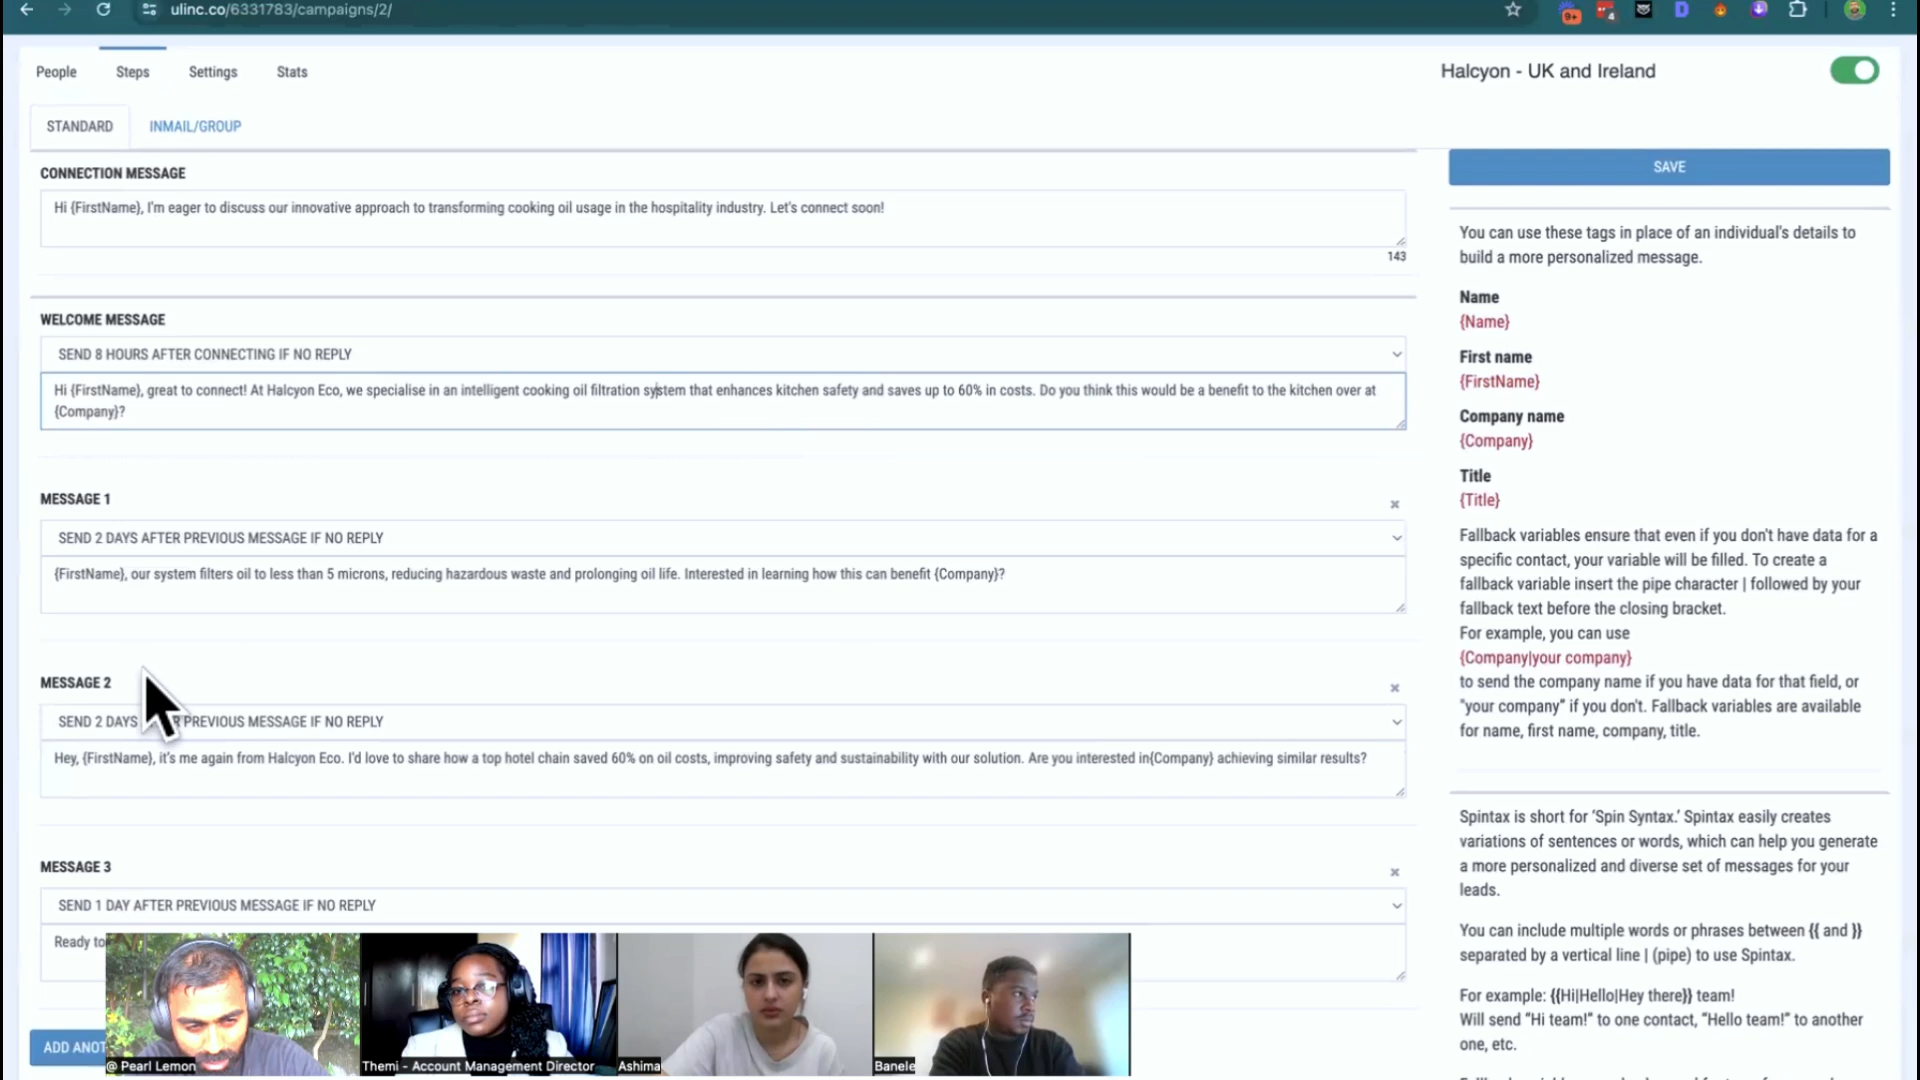 ulinc.co/6331783/campaigns/2/
9+
4
People Steps Settings Stats
Halcyon - UK and Ireland
STANDARD INMAIL/GROUP
CONNECTION MESSAGE
Hi {FirstName}, I'm eager to discuss our innovative approach to transforming cooking oil usage in the hospitality industry. Let's connect soon!
143
WELCOME MESSAGE
SEND 8 HOURS AFTER CONNECTING IF NO REPLY
Hi {FirstName}, great to connect! At Halcyon Eco, we specialise in an intelligent cooking oil filtration system that enhances kitchen safety and saves up to 60% in costs. Do you think this would be a benefit to the kitchen over at
{Company}?
MESSAGE 1
SEND 2 DAYS AFTER PREVIOUS MESSAGE IF NO REPLY
{FirstName}, our system filters oil to less than 5 microns, reducing hazardous waste and prolonging oil life. Interested in learning how this can benefit {Company}?
MESSAGE 2
SEND 2 DAYS PREVIOUS MESSAGE IF NO REPLY
Hey, {FirstName}, it's me again from Halcyon Eco. I'd love to share how a top hotel chain saved 60% on oil costs, improving safety and sustainability with our solution. Are you interested in{Company} achieving similar results?
MESSAGE 3
SEND 1 DAY AFTER PREVIOUS MESSAGE IF NO REPLY
Ready to
ADD ANOT
@ Pearl Lemon
Themi - Account Management Director
Ashima
Banele
SAVE
You can use these tags in place of an individual's details to
build a more personalized message.
Name
{Name}
First name
{FirstName}
Company name
{Company}
Title
{Title}
Fallback variables ensure that even if you don't have data for a
specific contact, your variable will be filled. To create a
fallback variable insert the pipe character | followed by your
fallback text before the closing bracket.
For example, you can use
{Company|your company}
to send the company name if you have data for that field, or
"your company" if you don't. Fallback variables are available
for name, first name, company, title.
Spintax is short for 'Spin Syntax.' Spintax easily creates
variations of sentences or words, which can help you generate
a more personalized and diverse set of messages for your
leads.
You can include multiple words or phrases between {{ and }}
separated by a vertical line | (pipe) to use Spintax.
For example: {{Hi|Hello|Hey there}} team!
Will send "Hi team!" to one contact, "Hello team!" to another
one, etc.